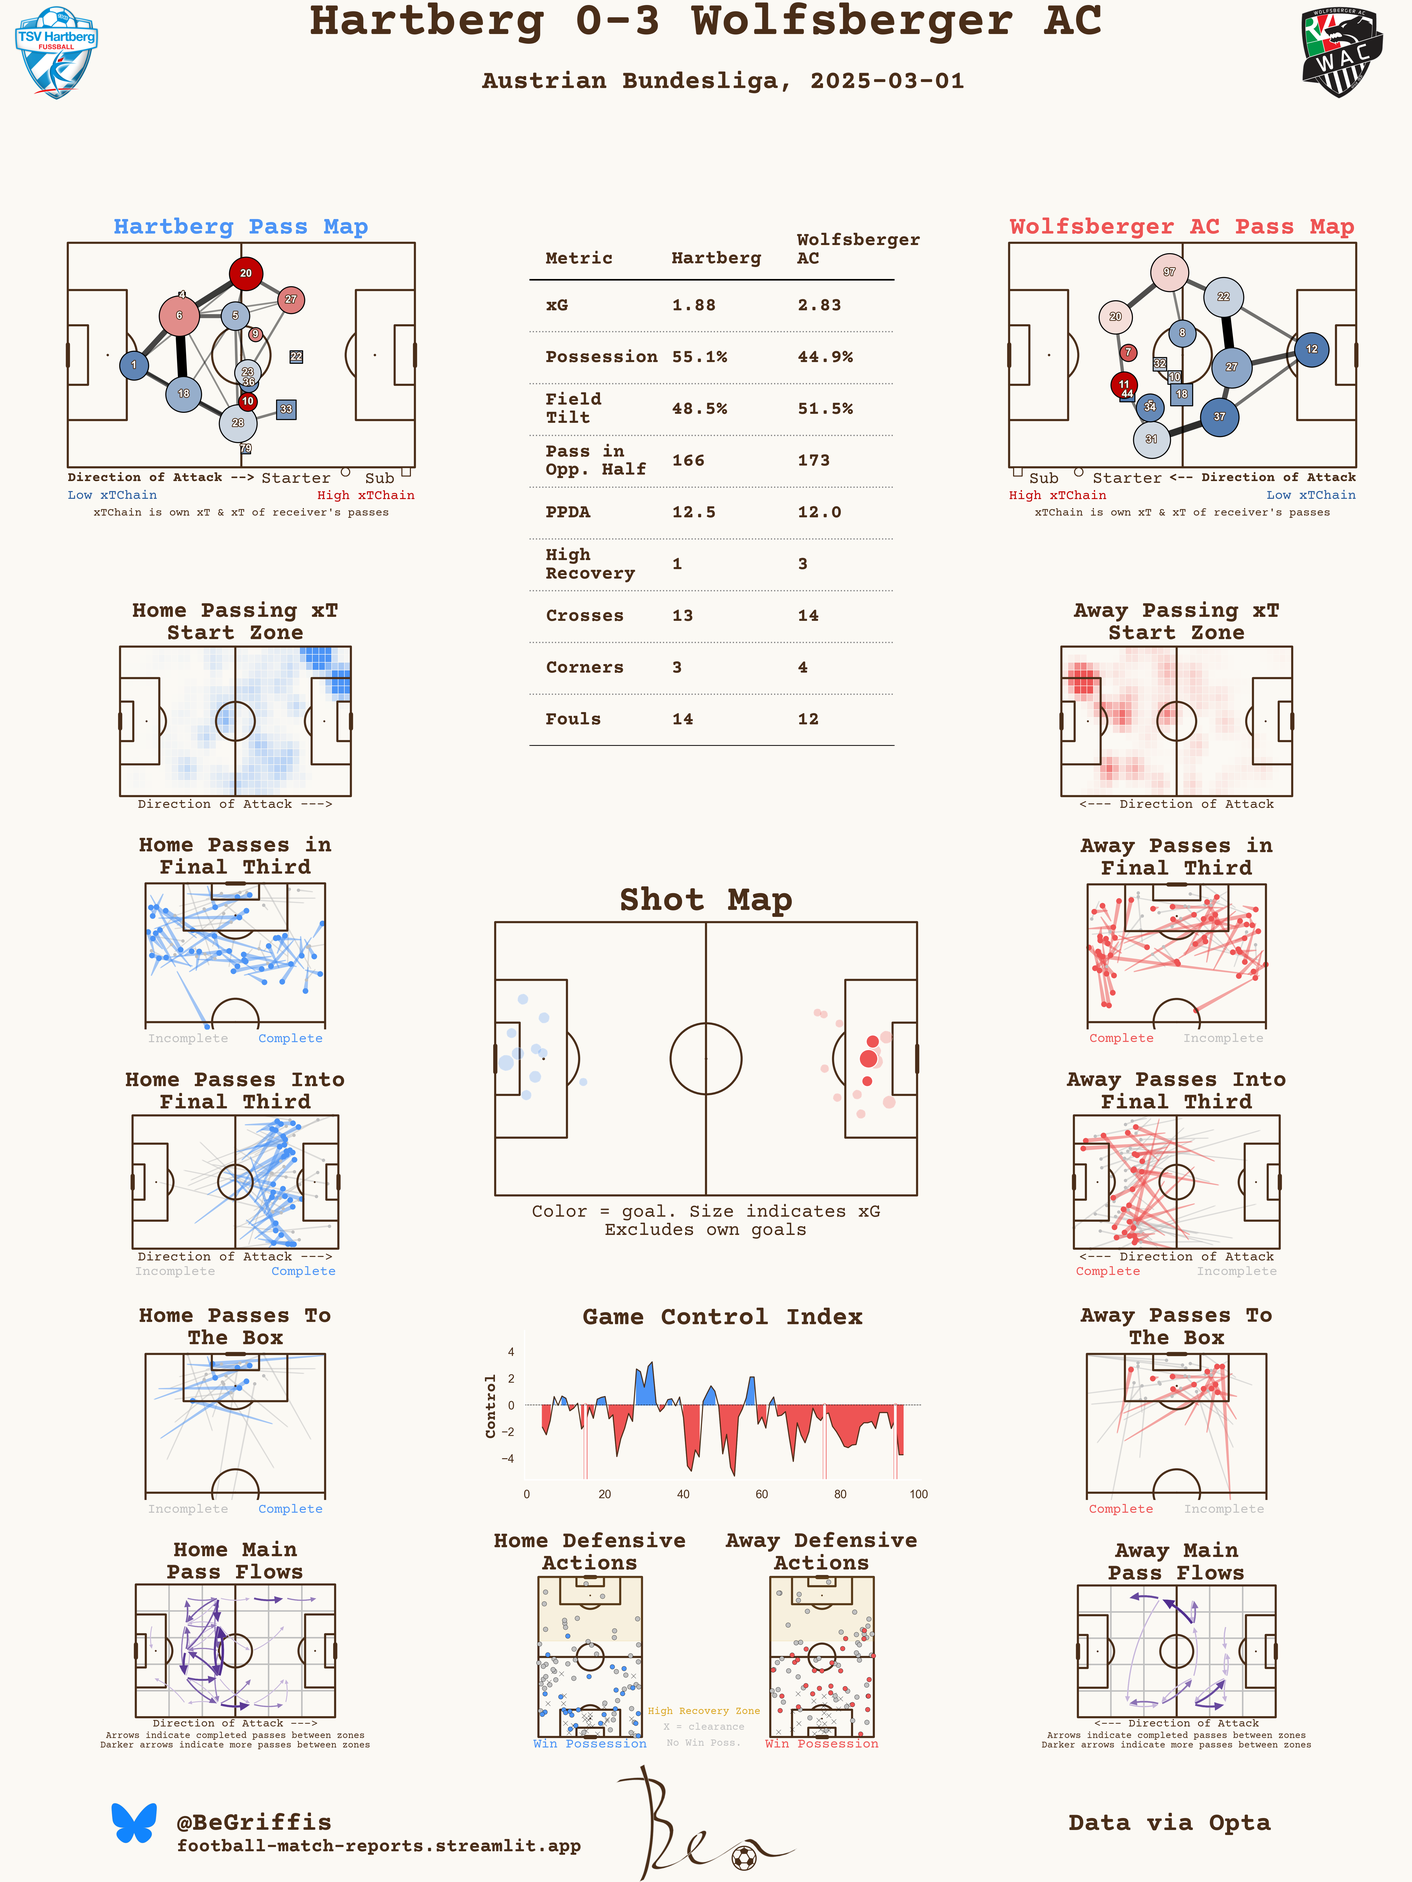 Hartberg 0-3 Wolfsberger AC
Austrian Bundesliga, 2025-03-01
TSV Hartberg
FUSSBALL
WOLFSBERGER AC
WAC
Hartberg Pass Map
20
27
4
6
5
9
22
1
23
36
18
10
33
28
79
Direction of Attack --> Starter Sub
Low xTChain High xTChain
xTChain is own xT & xT of receiver's passes
Metric Hartberg Wolfsberger AC
xG 1.88 2.83
Possession 55.1% 44.9%
Field Tilt 48.5% 51.5%
Pass in Opp. Half 166 173
PPDA 12.5 12.0
High Recovery 1 3
Crosses 13 14
Corners 3 4
Fouls 14 12
Wolfsberger AC Pass Map
97
22
20
8
7
12
32
27
10
11
44
18
34
37
31
Sub Starter <-- Direction of Attack
High xTChain Low xTChain
xTChain is own xT & xT of receiver's passes
Home Passing xT
Start Zone
Direction of Attack --->
Away Passing xT
Start Zone
<--- Direction of Attack
Home Passes in
Final Third
Incomplete Complete
Away Passes in
Final Third
Complete Incomplete
Shot Map
Color = goal. Size indicates xG
Excludes own goals
Home Passes Into
Final Third
Direction of Attack --->
Incomplete Complete
Away Passes Into
Final Third
<--- Direction of Attack
Complete Incomplete
Home Passes To
The Box
Incomplete Complete
Game Control Index
Control
4
2
0
−2
−4
0 20 40 60 80 100
Away Passes To
The Box
Complete Incomplete
Home Main
Pass Flows
Direction of Attack --->
Arrows indicate completed passes between zones
Darker arrows indicate more passes between zones
Home Defensive
Actions
Win Possession
High Recovery Zone
X = clearance
No Win Poss.
Away Defensive
Actions
Win Possession
Away Main
Pass Flows
<--- Direction of Attack
Arrows indicate completed passes between zones
Darker arrows indicate more passes between zones
@BeGriffis
football-match-reports.streamlit.app
Ben
Data via Opta